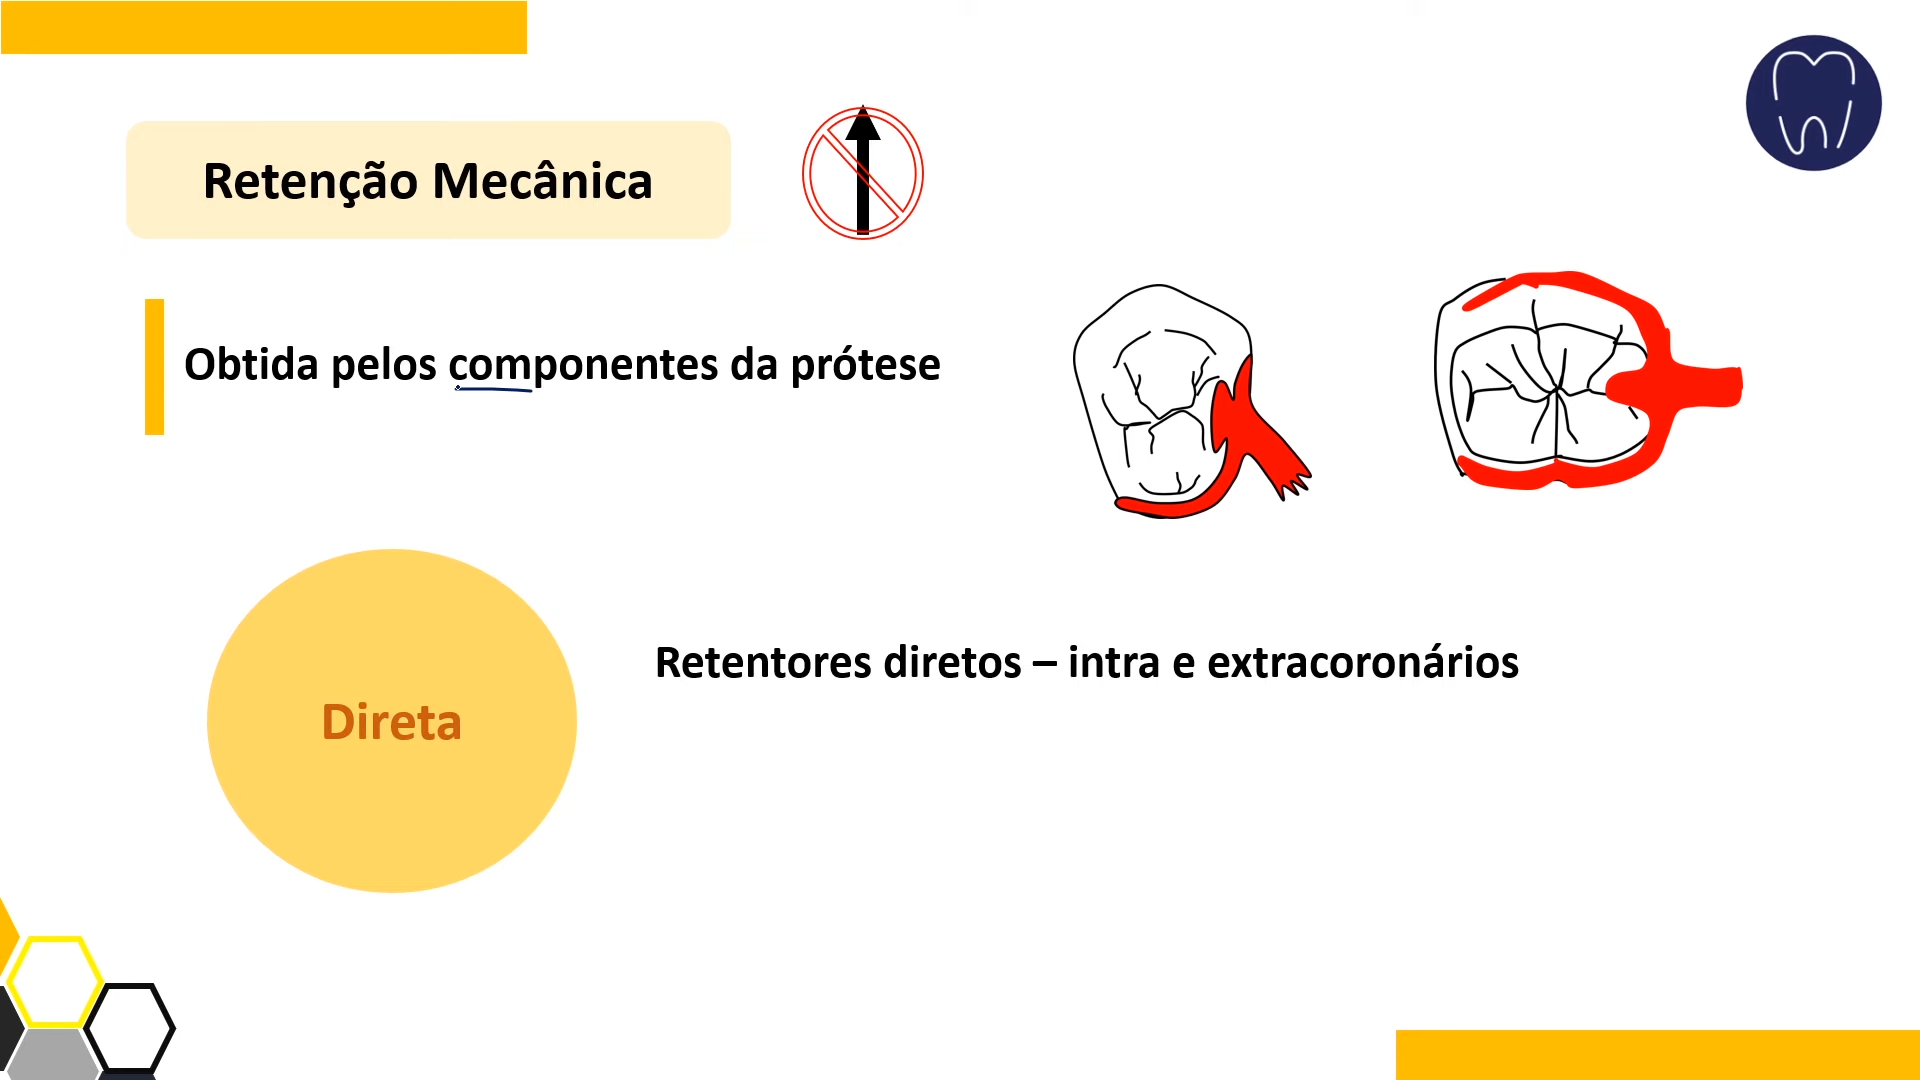 Retenção Mecânica
Obtida pelos componentes da prótese
Retentores diretos – intra e extracoronários
Direta